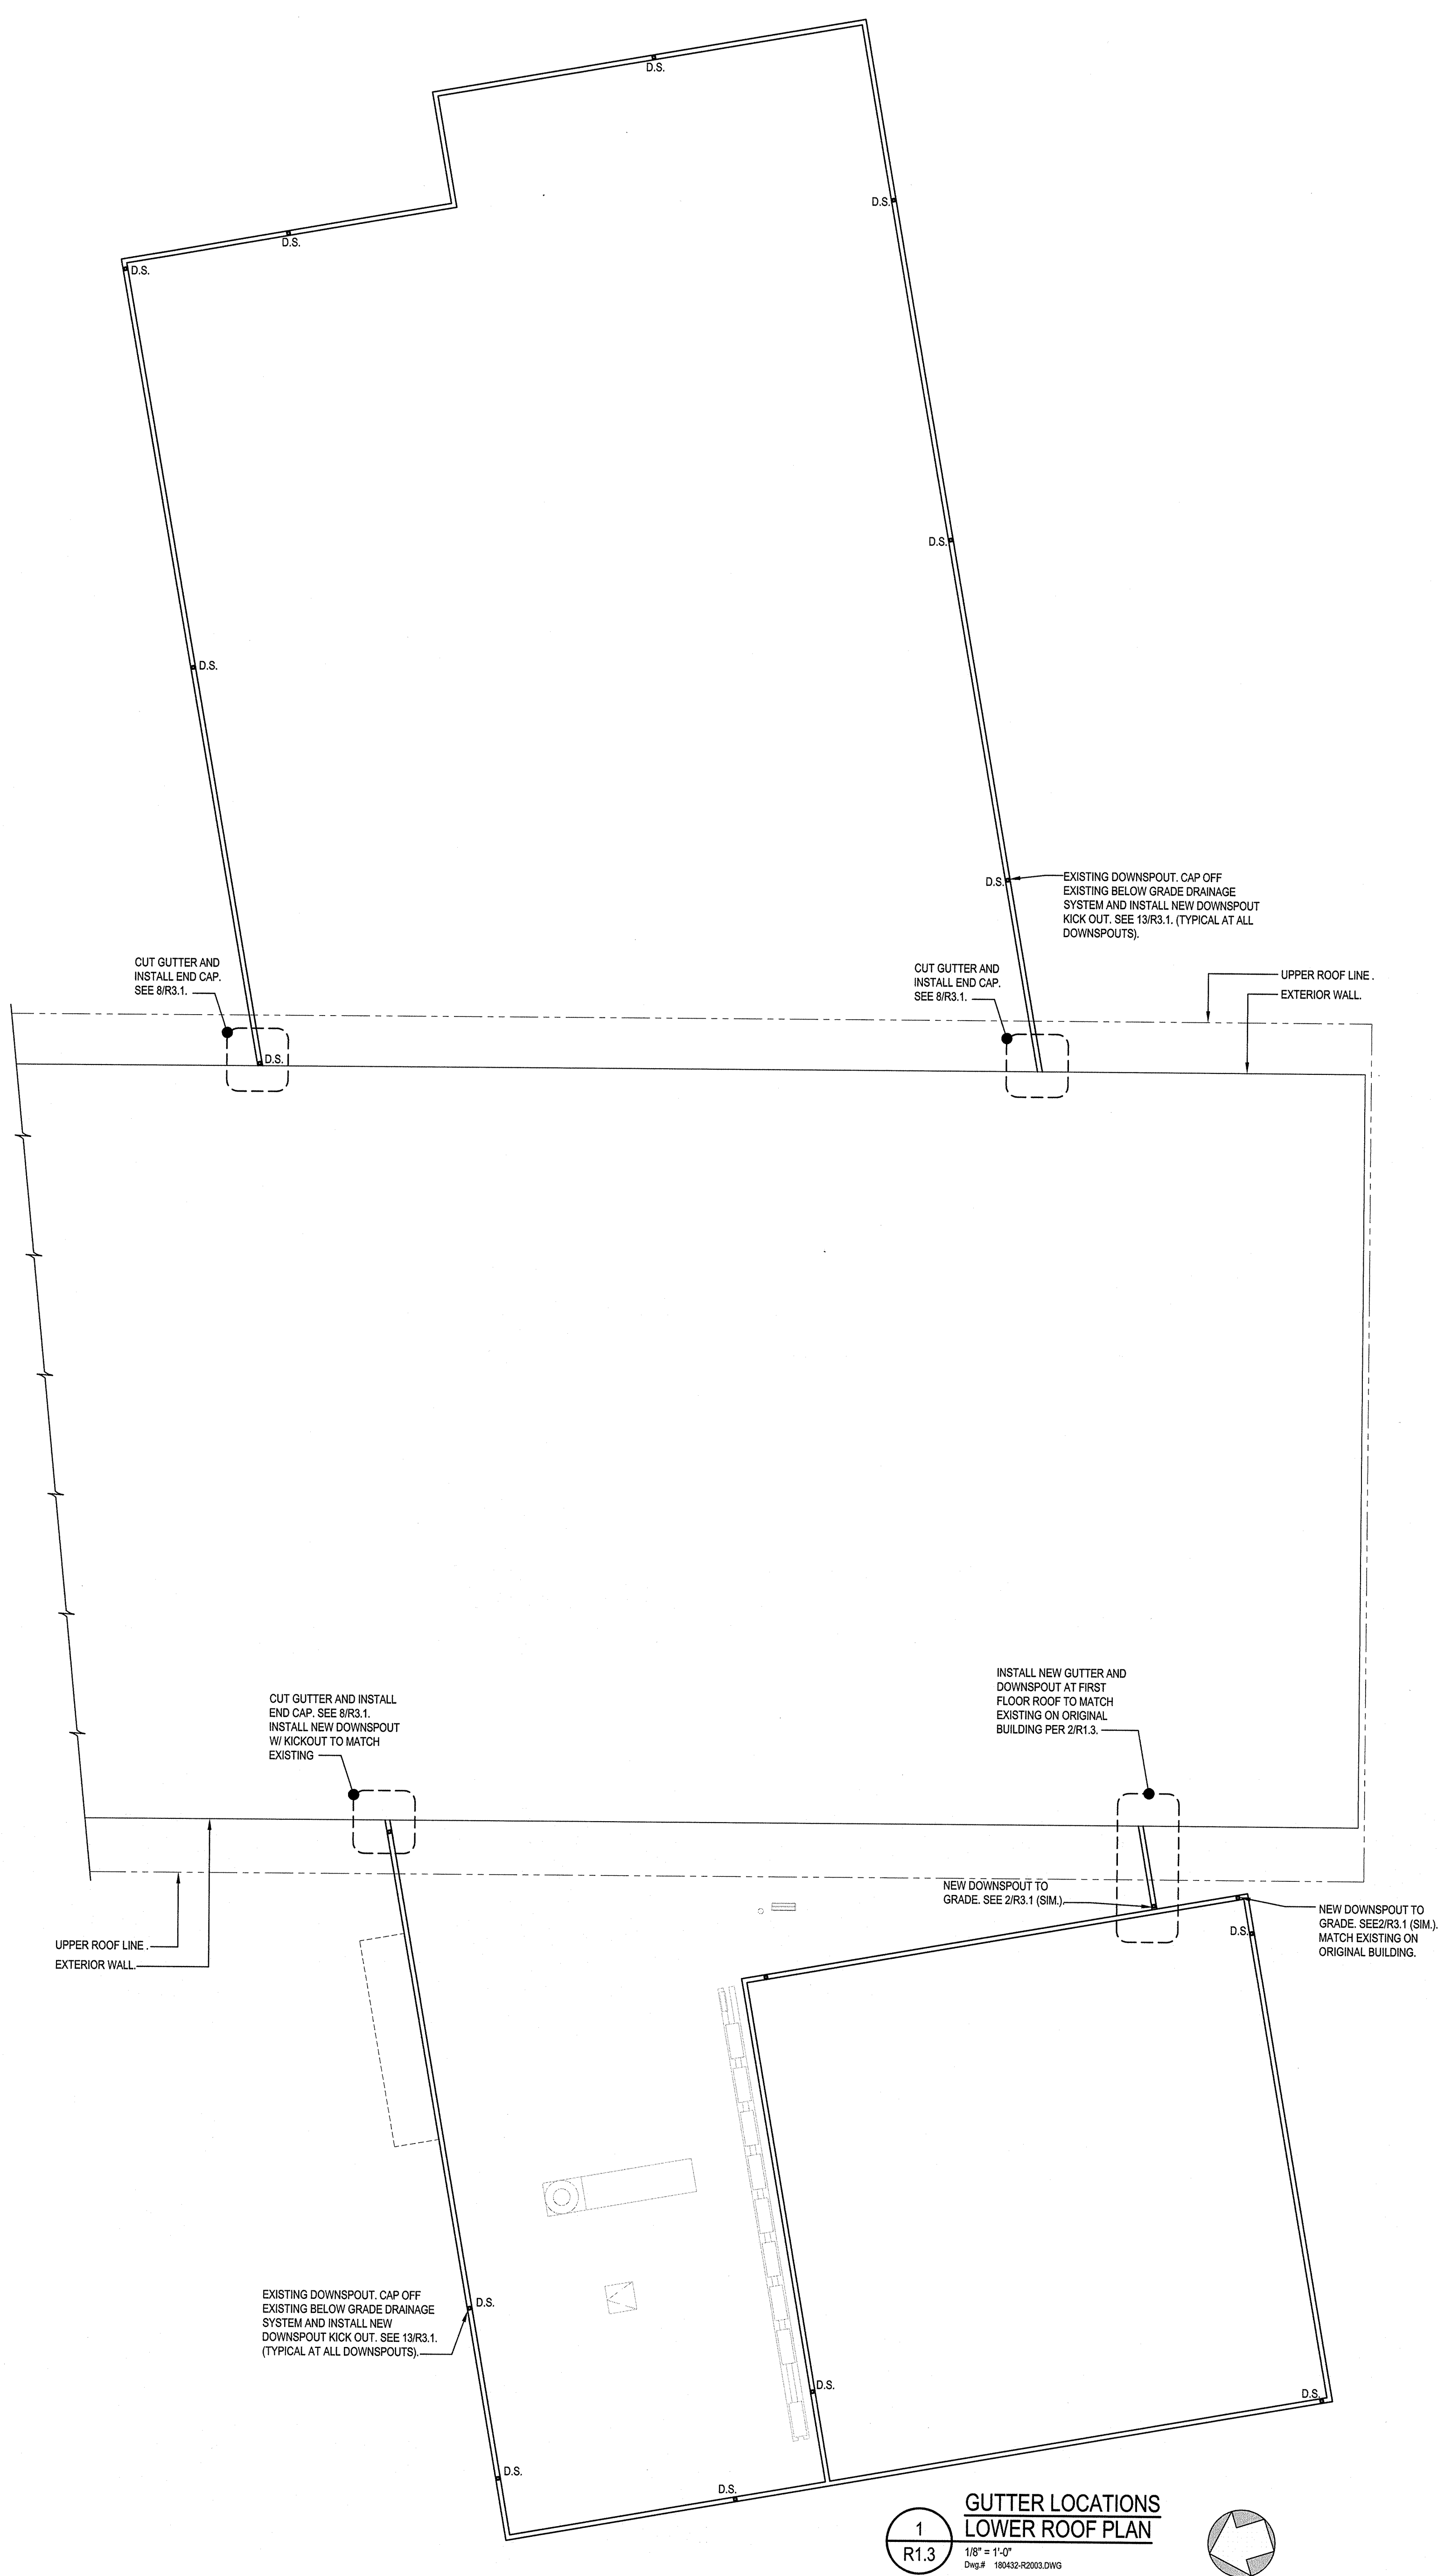 D.S.
D.S.
D.S.
D.S.
D.S.
D.S.
D.S.
D.S.
EXISTING DOWNSPOUT. CAP OFF
EXISTING BELOW GRADE DRAINAGE
SYSTEM AND INSTALL NEW DOWNSPOUT
KICK OUT. SEE 13/R3.1. (TYPICAL AT ALL
DOWNSPOUTS).
CUT GUTTER AND
INSTALL END CAP.
SEE 8/R3.1.
CUT GUTTER AND
INSTALL END CAP.
SEE 8/R3.1.
UPPER ROOF LINE .
EXTERIOR WALL.
D.S.
CUT GUTTER AND INSTALL
END CAP. SEE 8/R3.1.
INSTALL NEW DOWNSPOUT
W/ KICKOUT TO MATCH
EXISTING
INSTALL NEW GUTTER AND
DOWNSPOUT AT FIRST
FLOOR ROOF TO MATCH
EXISTING ON ORIGINAL
BUILDING PER 2/R1.3.
NEW DOWNSPOUT TO
GRADE. SEE 2/R3.1 (SIM.)
NEW DOWNSPOUT TO
GRADE. SEE2/R3.1 (SIM.).
MATCH EXISTING ON
ORIGINAL BUILDING.
D.S.
UPPER ROOF LINE .
EXTERIOR WALL.
EXISTING DOWNSPOUT. CAP OFF
EXISTING BELOW GRADE DRAINAGE
SYSTEM AND INSTALL NEW
DOWNSPOUT KICK OUT. SEE 13/R3.1.
(TYPICAL AT ALL DOWNSPOUTS).
D.S.
D.S.
D.S.
D.S.
D.S.
1
R1.3
GUTTER LOCATIONS
LOWER ROOF PLAN
1/8" = 1'-0"
Dwg.# 180432-R2003.DWG